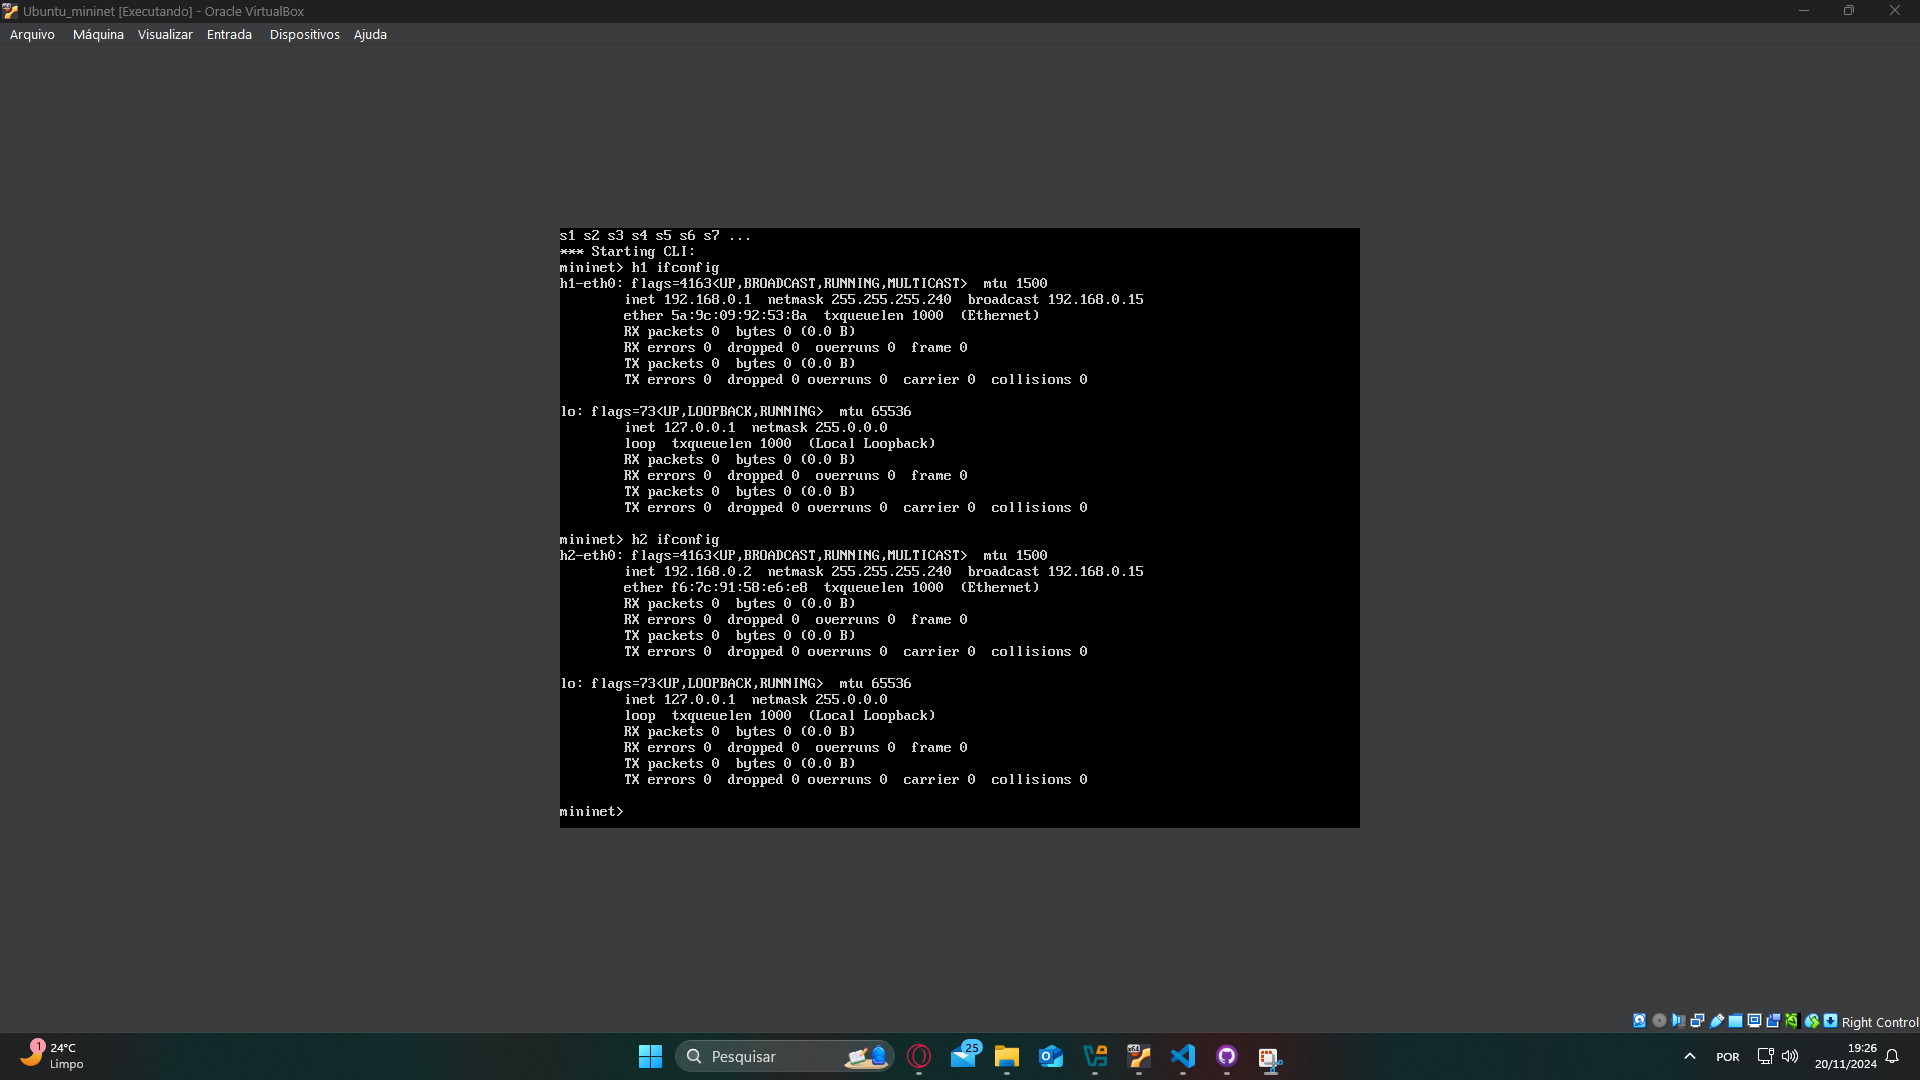 Ubuntu_mininet [Executando] - Oracle VirtualBox
Arquivo Máquina Visualizar Entrada Dispositivos Ajuda
s1 s2 s3 s4 s5 s6 s7 ...
*** Starting CLI:
mininet> h1 ifconfig
h1-eth0: flags=4163<UP,BROADCAST,RUNNING,MULTICAST>  mtu 1500
        inet 192.168.0.1  netmask 255.255.255.240  broadcast 192.168.0.15
        ether 5a:9c:09:92:53:8a  txqueuelen 1000  (Ethernet)
        RX packets 0  bytes 0 (0.0 B)
        RX errors 0  dropped 0  overruns 0  frame 0
        TX packets 0  bytes 0 (0.0 B)
        TX errors 0  dropped 0 overruns 0  carrier 0  collisions 0
lo: flags=73<UP,LOOPBACK,RUNNING>  mtu 65536
        inet 127.0.0.1  netmask 255.0.0.0
        loop  txqueuelen 1000  (Local Loopback)
        RX packets 0  bytes 0 (0.0 B)
        RX errors 0  dropped 0  overruns 0  frame 0
        TX packets 0  bytes 0 (0.0 B)
        TX errors 0  dropped 0 overruns 0  carrier 0  collisions 0
mininet> h2 ifconfig
h2-eth0: flags=4163<UP,BROADCAST,RUNNING,MULTICAST>  mtu 1500
        inet 192.168.0.2  netmask 255.255.255.240  broadcast 192.168.0.15
        ether f6:7c:91:58:e6:e8  txqueuelen 1000  (Ethernet)
        RX packets 0  bytes 0 (0.0 B)
        RX errors 0  dropped 0  overruns 0  frame 0
        TX packets 0  bytes 0 (0.0 B)
        TX errors 0  dropped 0 overruns 0  carrier 0  collisions 0
lo: flags=73<UP,LOOPBACK,RUNNING>  mtu 65536
        inet 127.0.0.1  netmask 255.0.0.0
        loop  txqueuelen 1000  (Local Loopback)
        RX packets 0  bytes 0 (0.0 B)
        RX errors 0  dropped 0  overruns 0  frame 0
        TX packets 0  bytes 0 (0.0 B)
        TX errors 0  dropped 0 overruns 0  carrier 0  collisions 0
mininet>
Right Control
1
24°C
Limpo
Pesquisar
25
POR
19:26
20/11/2024